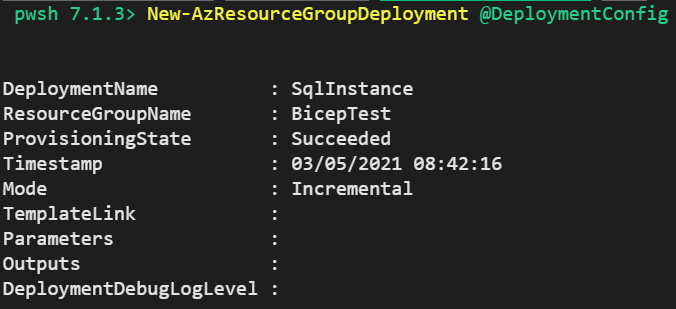 pwsh 7.1.3> New-AzResourceGroupDeployment @DeploymentConfig
DeploymentName          : SqlInstance
ResourceGroupName       : BicepTest
ProvisioningState       : Succeeded
Timestamp               : 03/05/2021 08:42:16
Mode                    : Incremental
TemplateLink            :
Parameters              :
Outputs                 :
DeploymentDebugLogLevel :